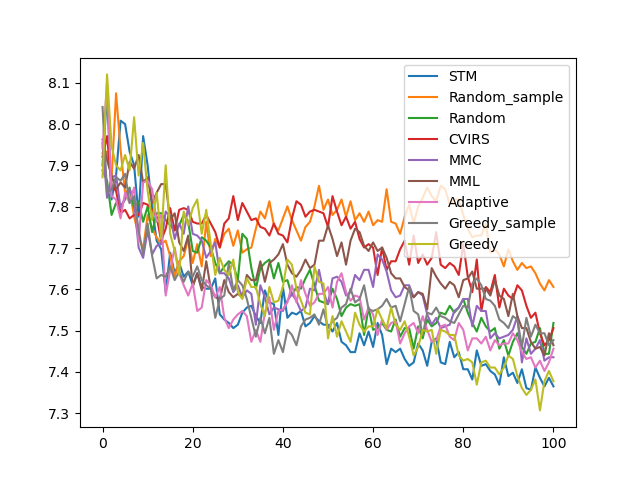 8.1
8.0
7.9
7.8
7.7
7.6
7.5
7.4
7.3
0
20
40
60
80
100
STM
Random_sample
Random
CVIRS
MMC
MML
Adaptive
Greedy_sample
Greedy